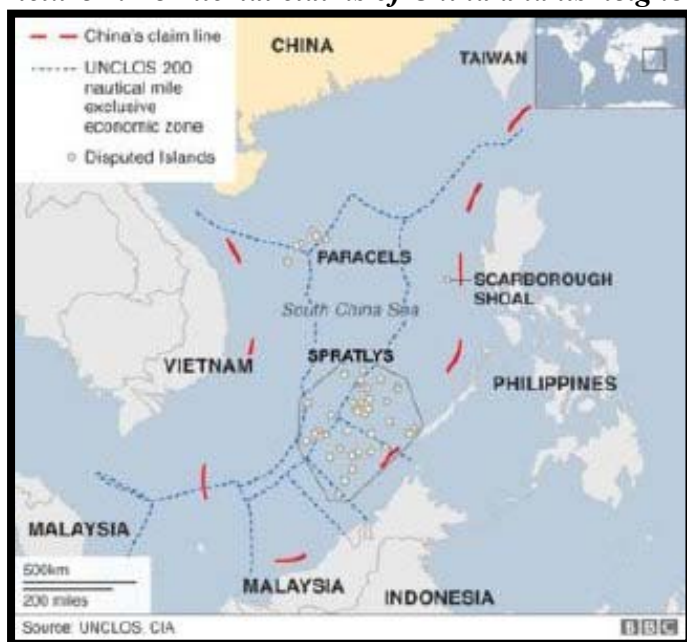 China's claim line
UNCLOS 200
nautical mile
exclusive
economic zone
Disputed Islands
CHINA
TAIWAN
PARACELS
SCARBOROUGH
SHOAL
South China Sea
VIETNAM
SPRATLYS
PHILIPPINES
MALAYSIA
500km
200 miles
MALAYSIA
INDONESIA
Source: UNCLOS, CIA
BBC